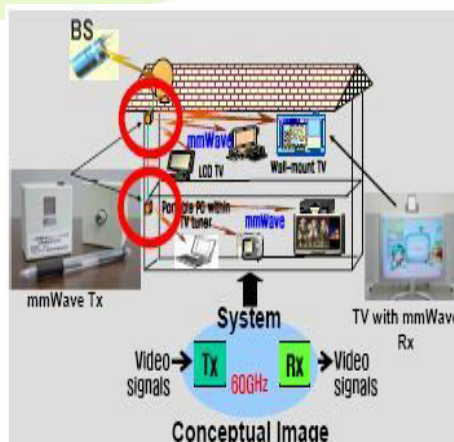 BS
mmWave
LCD TV
Wall-mount TV
Portable PC within
TV tuner
mmWave
mmWave Tx
TV with mmWave
Rx
System
Video
signals
Tx
60GHz
Rx
Video
signals
Conceptual Image